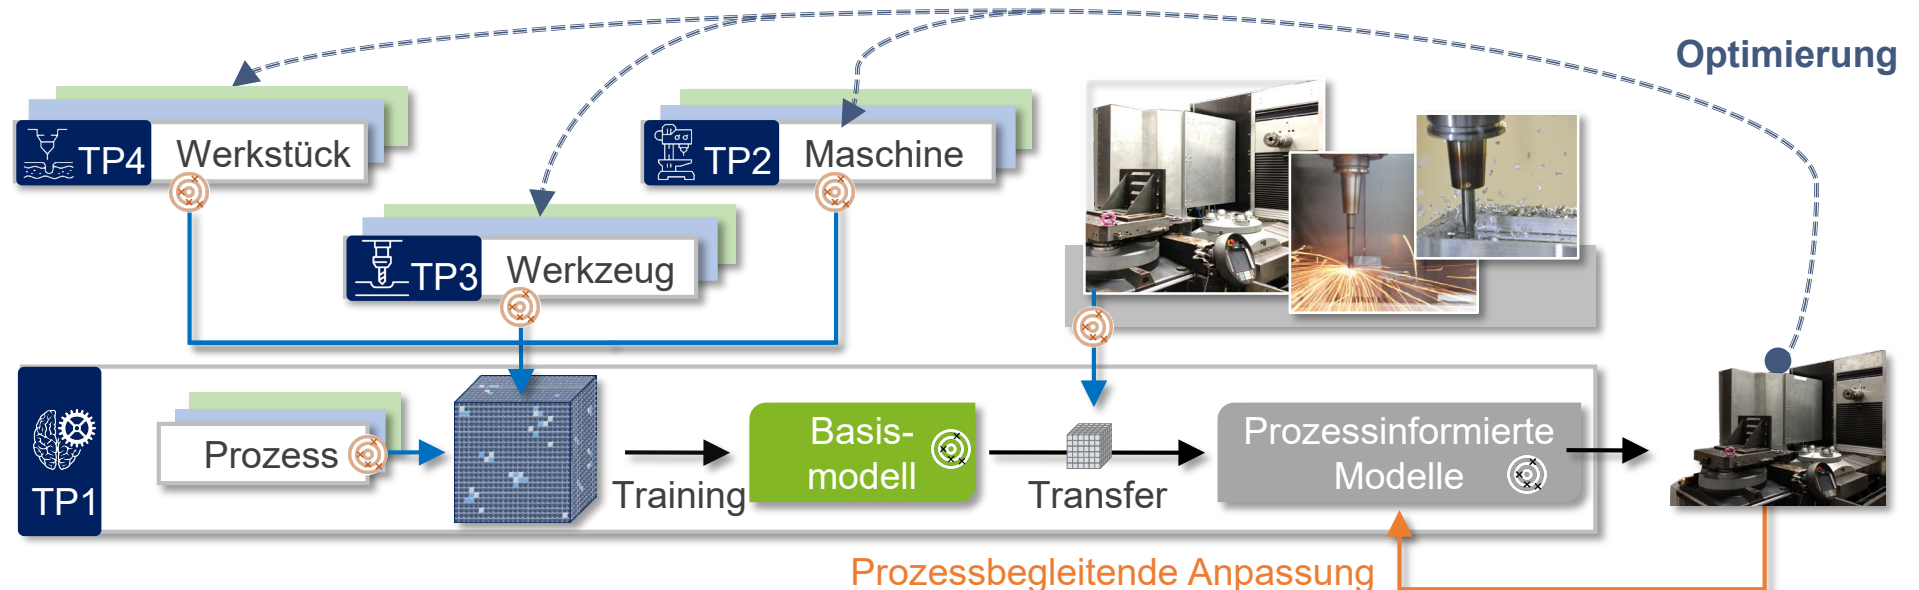 Optimierung
TP4 Werkstück
TP2 Maschine
TP3 Werkzeug
TP1
Prozess
Training
Basis-
modell
Transfer
Prozessinformierte
Modelle
Prozessbegleitende Anpassung